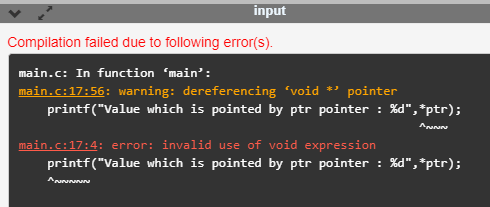 input
Compilation failed due to following error(s).
main.c: In function ‘main’:
main.c:17:56: warning: dereferencing ‘void *’ pointer
printf("Value which is pointed by ptr pointer : %d",*ptr);
^~~~
main.c:17:4: error: invalid use of void expression
printf("Value which is pointed by ptr pointer : %d",*ptr);
^~~~~~